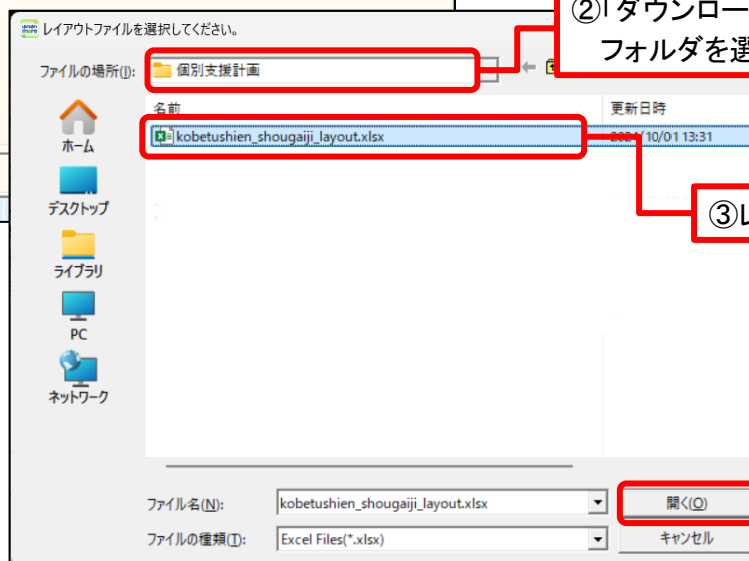 ②「ダウンロー
フォルダを選
レイアウトファイルを選択してください。
ファイルの場所(I):
個別支援計画
名前
更新日時
kobetushien_shougaiji_layout.xlsx
2024/10/01 13:31
ホーム
デスクトップ
ライブラリ
PC
ネットワーク
③レ
ファイル名(N):
kobetushien_shougaiji_layout.xlsx
開く(O)
ファイルの種類(T):
Excel Files(*.xlsx)
キャンセル